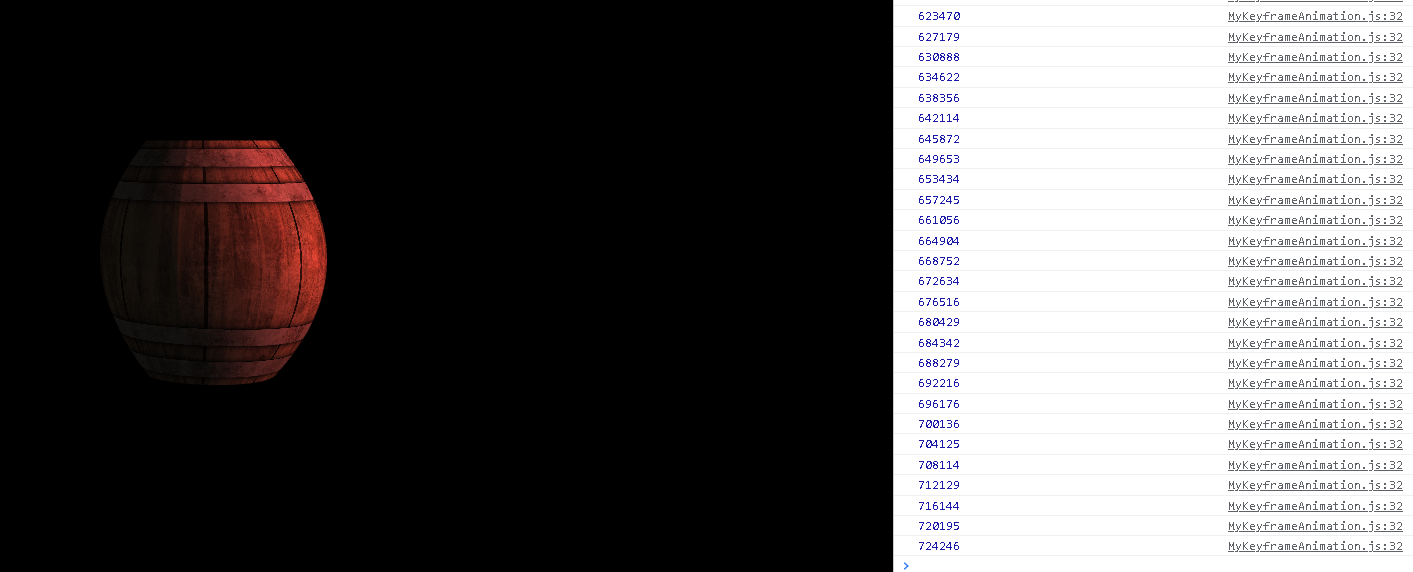 623470 MyKeyframeAnimation.js:32
627179 MyKeyframeAnimation.js:32
630888 MyKeyframeAnimation.js:32
634622 MyKeyframeAnimation.js:32
638356 MyKeyframeAnimation.js:32
642114 MyKeyframeAnimation.js:32
645872 MyKeyframeAnimation.js:32
649653 MyKeyframeAnimation.js:32
653434 MyKeyframeAnimation.js:32
657245 MyKeyframeAnimation.js:32
661056 MyKeyframeAnimation.js:32
664904 MyKeyframeAnimation.js:32
668752 MyKeyframeAnimation.js:32
672634 MyKeyframeAnimation.js:32
676516 MyKeyframeAnimation.js:32
680429 MyKeyframeAnimation.js:32
684342 MyKeyframeAnimation.js:32
688279 MyKeyframeAnimation.js:32
692216 MyKeyframeAnimation.js:32
696176 MyKeyframeAnimation.js:32
700136 MyKeyframeAnimation.js:32
704125 MyKeyframeAnimation.js:32
708114 MyKeyframeAnimation.js:32
712129 MyKeyframeAnimation.js:32
716144 MyKeyframeAnimation.js:32
720195 MyKeyframeAnimation.js:32
724246 MyKeyframeAnimation.js:32